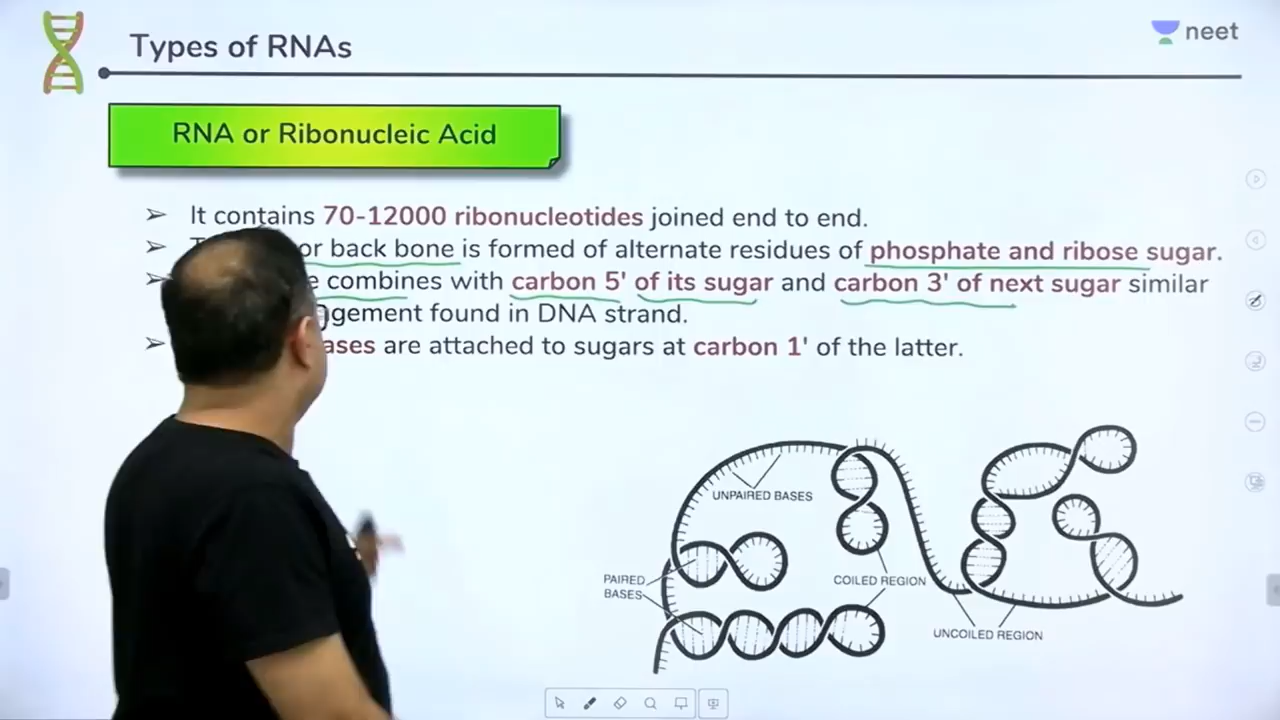 Types of RNAs
neet
RNA or Ribonucleic Acid
➢ It contains 70-12000 ribonucleotides joined end to end.
➢ or back bone is formed of alternate residues of phosphate and ribose sugar.
➢ combines with carbon 5' of its sugar and carbon 3' of next sugar similar
found in DNA strand.
➢ are attached to sugars at carbon 1' of the latter.
UNPAIRED BASES
PAIRED
BASES
COILED REGION
UNCOILED REGION